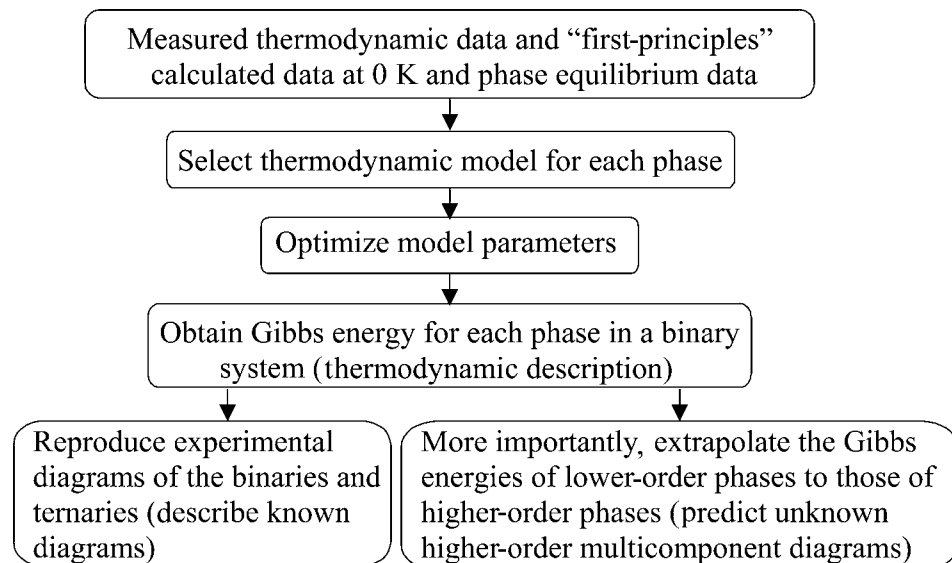 Measured thermodynamic data and “first-principles”
calculated data at 0 K and phase equilibrium data
Select thermodynamic model for each phase
Optimize model parameters
Obtain Gibbs energy for each phase in a binary
system (thermodynamic description)
Reproduce experimental
diagrams of the binaries and
ternaries (describe known
diagrams)
More importantly, extrapolate the Gibbs
energies of lower-order phases to those of
higher-order phases (predict unknown
higher-order multicomponent diagrams)